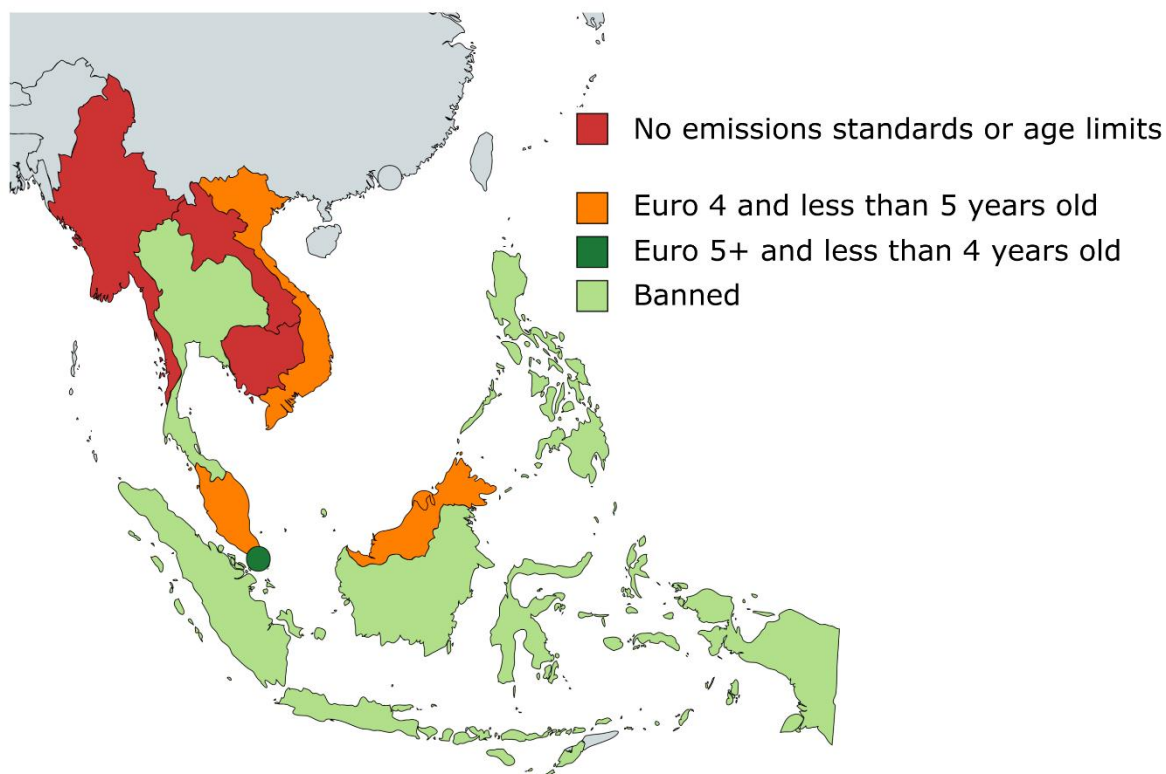 No emissions standards or age limits
Euro 4 and less than 5 years old
Euro 5+ and less than 4 years old
Banned